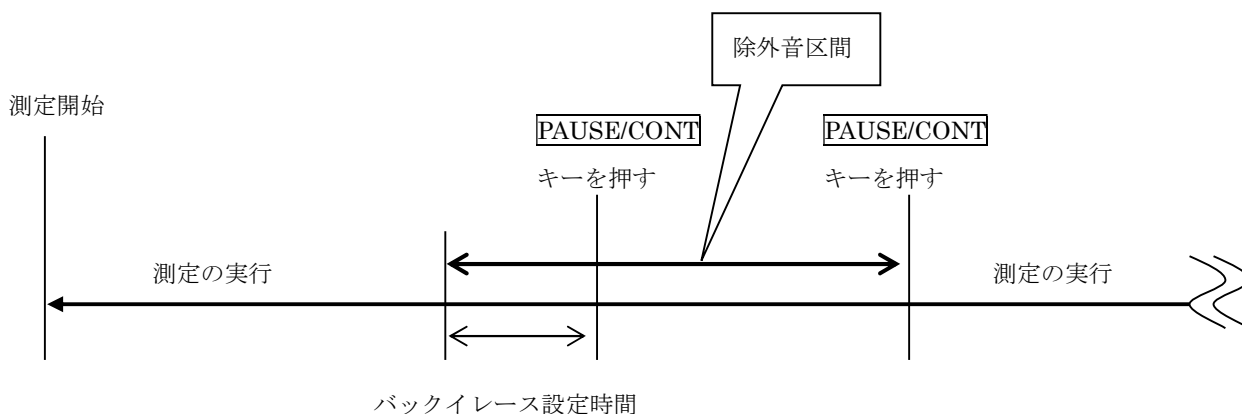 除外音区間
測定開始
PAUSE/CONT
キーを押す
PAUSE/CONT
キーを押す
測定の実行
測定の実行
バックイレース設定時間